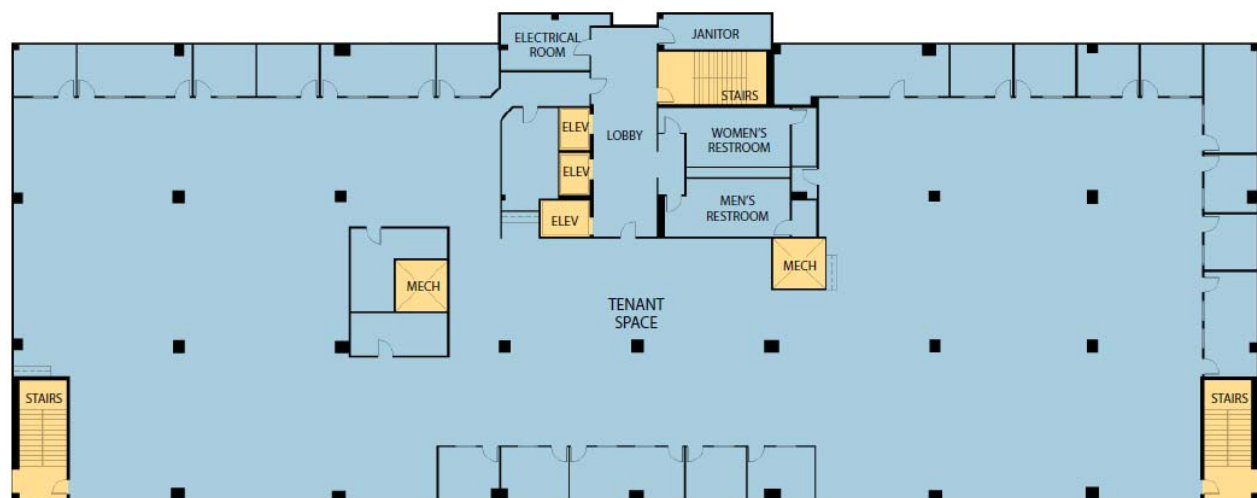 ELECTRICAL
ROOM
JANITOR
STAIRS
ELEV
LOBBY
WOMEN'S
RESTROOM
ELEV
MEN'S
RESTROOM
ELEV
MECH
MECH
TENANT
SPACE
STAIRS
STAIRS